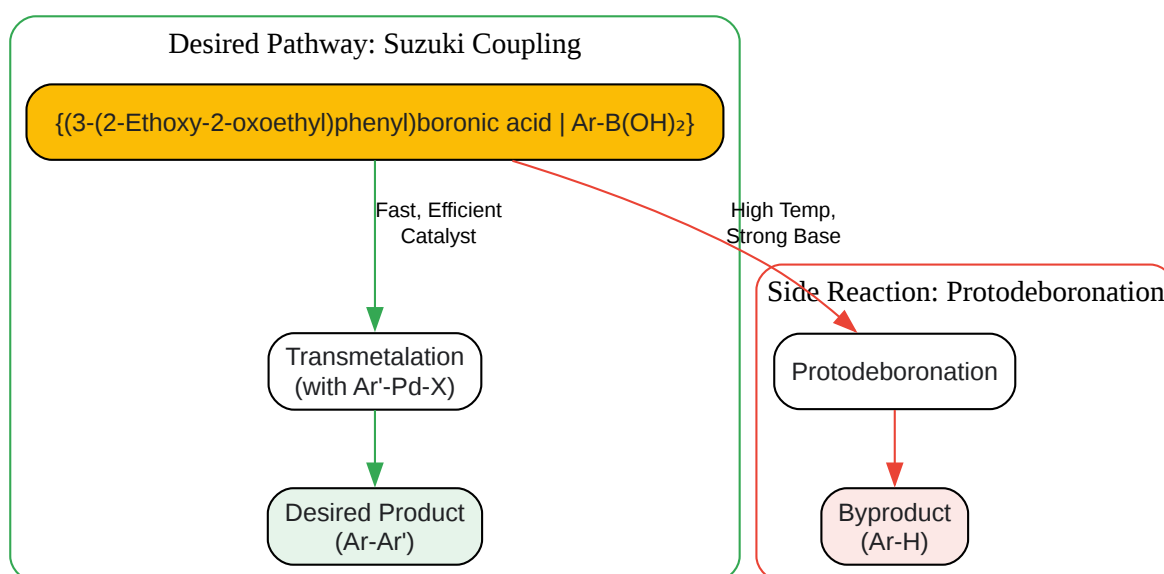 Desired Pathway: Suzuki Coupling
{(3-(2-Ethoxy-2-oxoethyl)phenyl)boronic acid | Ar-B(OH)₂}
Fast, Efficient
Catalyst
High Temp,
Strong Base
Side Reaction: Protodeboronation
Transmetalation
(with Ar'-Pd-X)
Protodeboronation
Desired Product
(Ar-Ar')
Byproduct
(Ar-H)